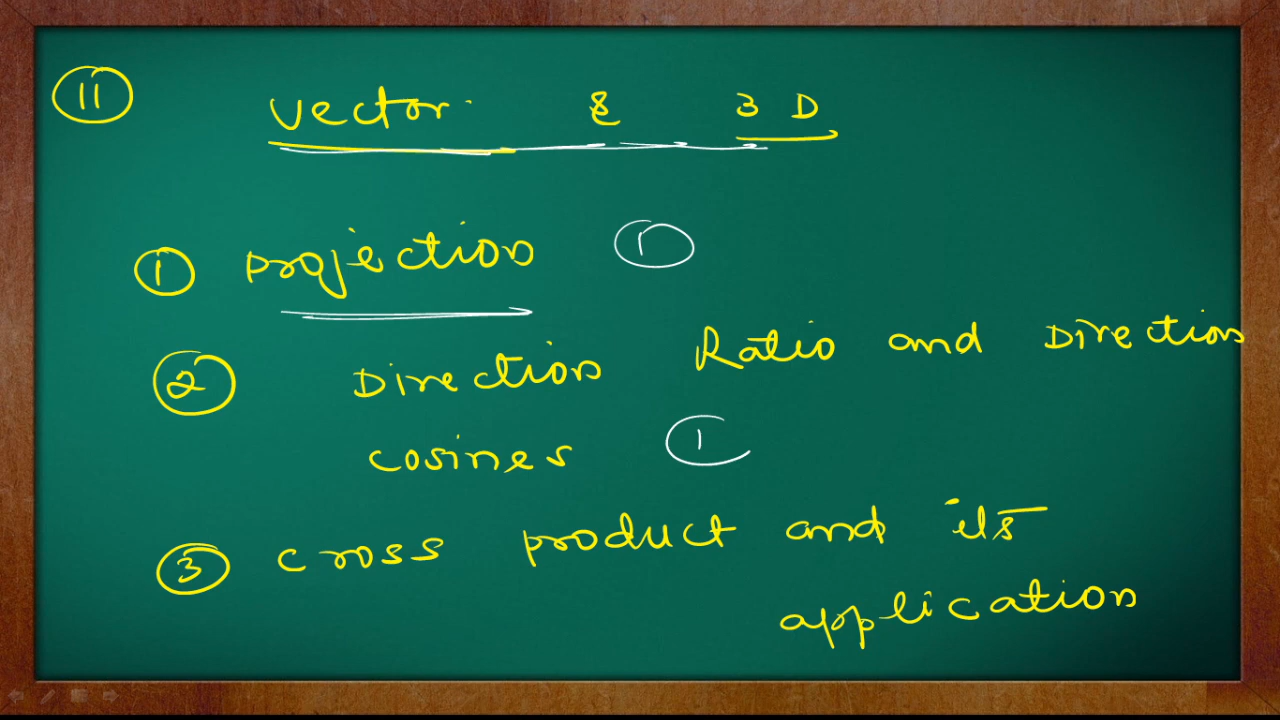 11 vector & 3 D
1 projection 1
2 Direction Ratio and Direction
cosines 1
3 cross product and its
application